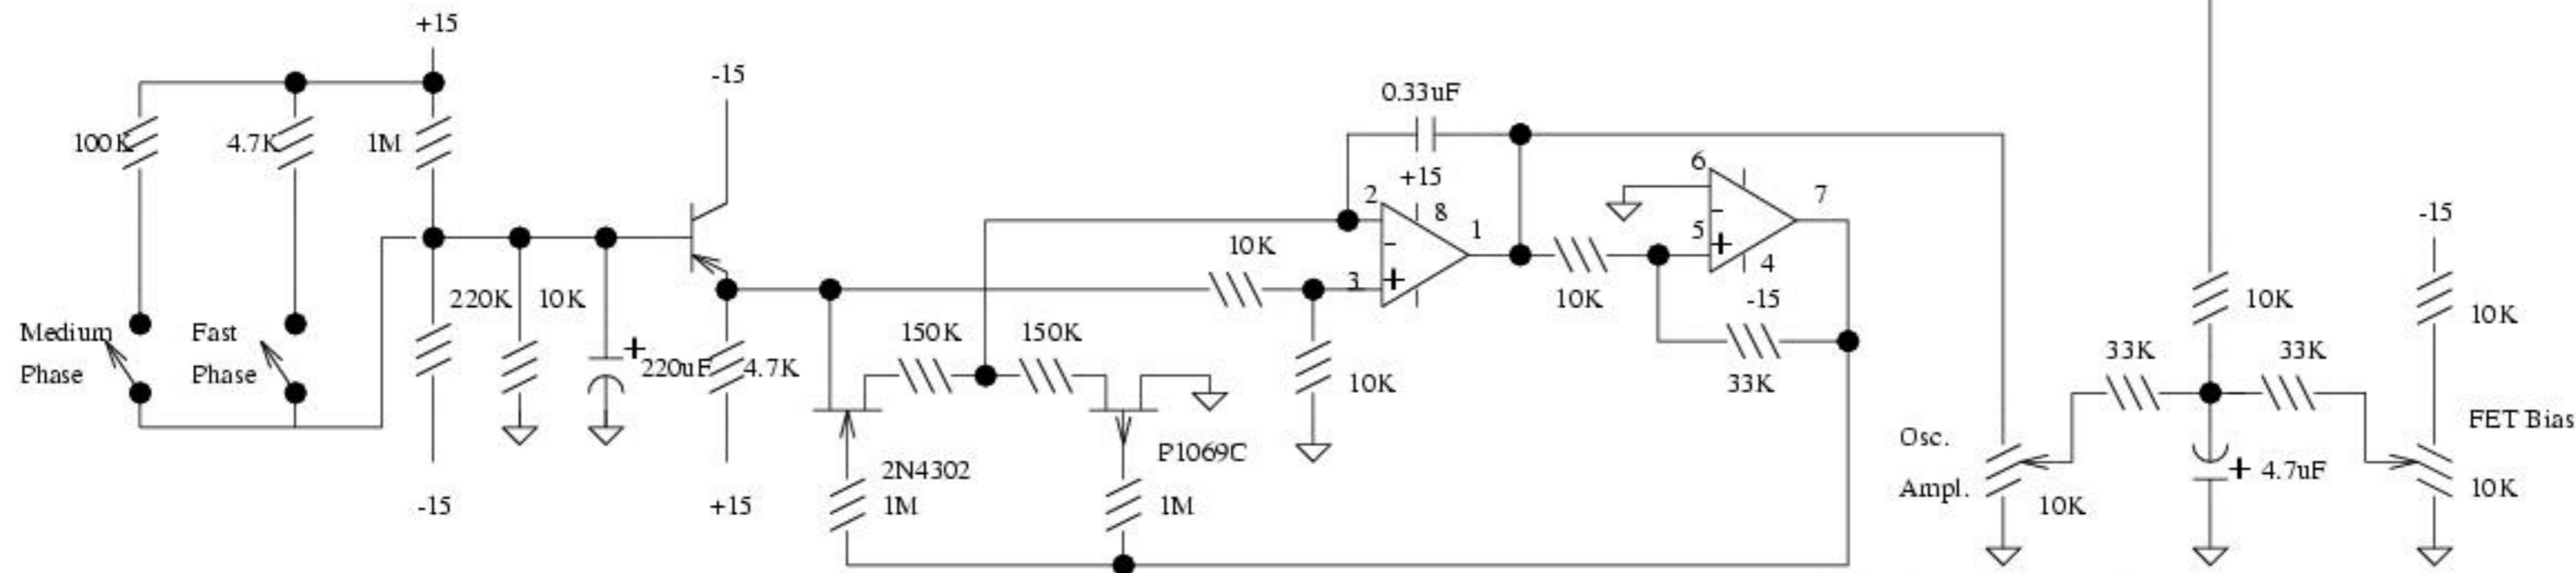 +15
-15
100K
4.7K
1M
Medium
Phase
Fast
Phase
220K
10K
220uF
+
-15
4.7K
+15
150K
150K
2N4302
1M
P1069C
1M
10K
10K
0.33uF
+15
2
8
1
3
-
+
10K
6
5
7
4
-
+
-15
33K
Osc.
Ampl.
10K
33K
10K
33K
+
4.7uF
-15
10K
FET Bias
10K